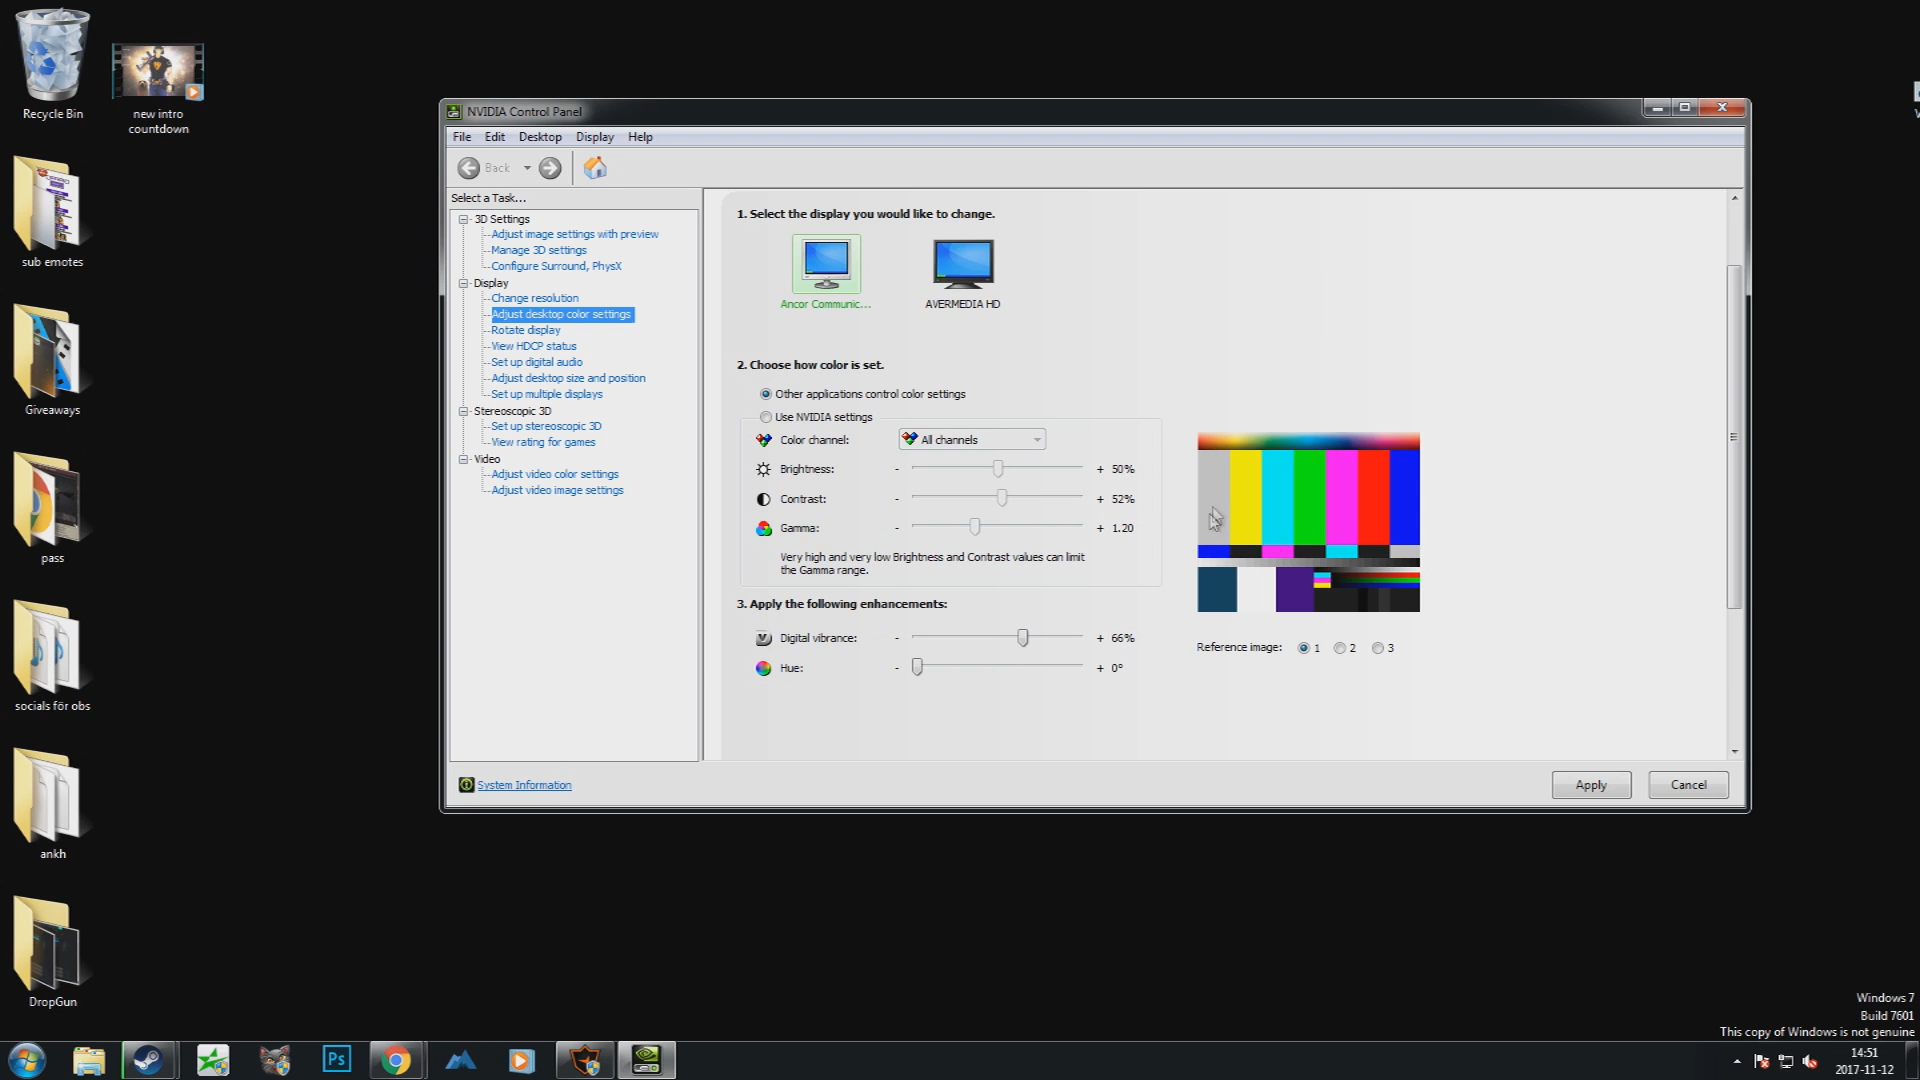 Recycle Bin
new intro
countdown
sub emotes
Giveaways
pass
socials för obs
ankh
DropGun
NVIDIA Control Panel
File Edit Desktop Display Help
Back
Select a Task...
3D Settings
Adjust image settings with preview
Manage 3D settings
Configure Surround, PhysX
Display
Change resolution
Adjust desktop color settings
Rotate display
View HDCP status
Set up digital audio
Adjust desktop size and position
Set up multiple displays
Stereoscopic 3D
Set up stereoscopic 3D
View rating for games
Video
Adjust video color settings
Adjust video image settings
System Information
1. Select the display you would like to change.
Ancor Communic... AVERMEDIA HD
2. Choose how color is set.
Other applications control color settings
Use NVIDIA settings
Color channel: All channels
Brightness: - + 50%
Contrast: - + 52%
Gamma: - + 1.20
Very high and very low Brightness and Contrast values can limit
the Gamma range.
3. Apply the following enhancements:
Digital vibrance: - + 66%
Hue: - + 0°
Reference image: 1 2 3
Apply Cancel
Windows 7
Build 7601
This copy of Windows is not genuine
Ps
14:51
2017-11-12